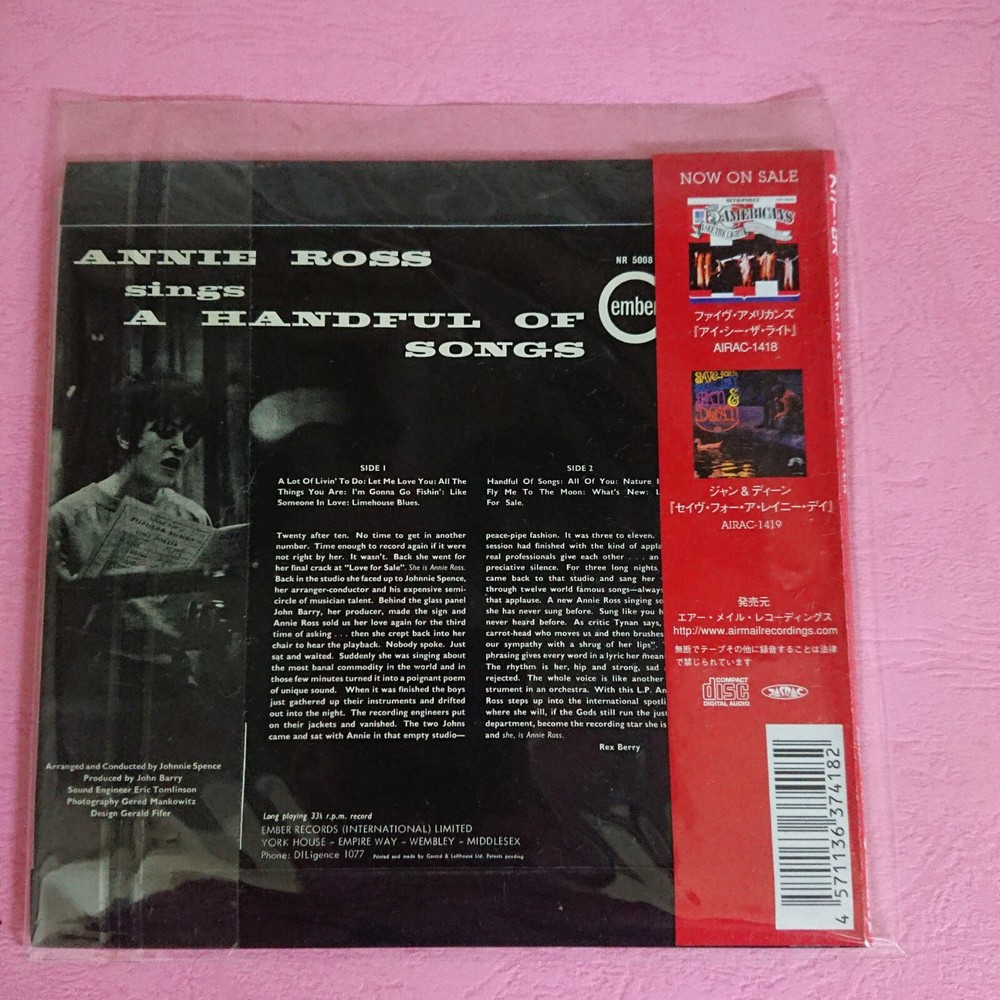 ANNIE ROSS
sings
A HANDFUL OF
SONGS
NR 5008
ember
SIDE 1
A Lot Of Livin' To Do: Let Me Love You: All The
Things You Are: I'm Gonna Go Fishin': Like
Someone In Love: Limehouse Blues.
SIDE 2
Handful Of Songs: All Of You: Nature
Fly Me To The Moon: What's New:
For Sale.
Twenty after ten. No time to get in another
number. Time enough to record again if it were
not right by her. It wasn't. Back she went for
her final crack at "Love for Sale". She is Annie Ross.
Back in the studio she faced up to Johnnie Spence,
her arranger-conductor and his expensive semi-
circle of musician talent. Behind the glass panel
John Barry, her producer, made the sign and
Annie Ross sold us her love again for the third
time of asking . . . then she crept back into her
chair to hear the playback. Nobody spoke. Just
sat and waited. Suddenly she was singing about
the most banal commodity in the world and in
those few minutes turned it into a poignant poem
of unique sound. When it was finished the boys
just gathered up their instruments and drifted
out into the night. The recording engineers put
on their jackets and vanished. The two Johns
came and sat with Annie in that empty studio—
peace-pipe fashion. It was three to eleven.
session had finished with the kind of appla
real professionals give each other . . . an
preciative silence. For three long nights
came back to that studio and sang her
through twelve world famous songs—alway
that applause. A new Annie Ross singing so
she has never sung before. Sung like you h
never heard before. As critic Tynan says,
carrot-head who moves us and then brushes
our sympathy with a shrug of her lips".
phrasing gives every word in a lyric her mean
The rhythm is her, hip and strong, sad
rejected. The whole voice is like another
strument in an orchestra. With this L.P. An
Ross steps up into the international spotli
where she will, if the Gods still run the just
department, become the recording star she is
and she, is Annie Ross.
Rex Berry
Arranged and Conducted by Johnnie Spence
Produced by John Barry
Sound Engineer Eric Tomlinson
Photography Gered Mankowitz
Design Gerald Fifer
Long playing 33⅓ r.p.m. record
EMBER RECORDS (INTERNATIONAL) LIMITED
YORK HOUSE – EMPIRE WAY – WEMBLEY – MIDDLESEX
Phone: DILigence 1077 Printed and made by Garrod & Lofthouse Ltd. Patents pending
NOW ON SALE
STEREO
5 AMERICANS
I SEE THE LIGHT
ファイヴ・アメリカンズ
『アイ・シー・ザ・ライト』
AIRAC-1418
JAN &
DEAN
ジャン&ディーン
『セイヴ・フォー・ア・レイニー・デイ』
AIRAC-1419
発売元
エアー・メイル・レコーディングス
http://www.airmailrecordings.com
無断でテープその他に録音することは法律
で禁じられています
COMPACT
disc
DIGITAL AUDIO
JASRAC
4 571136 374182